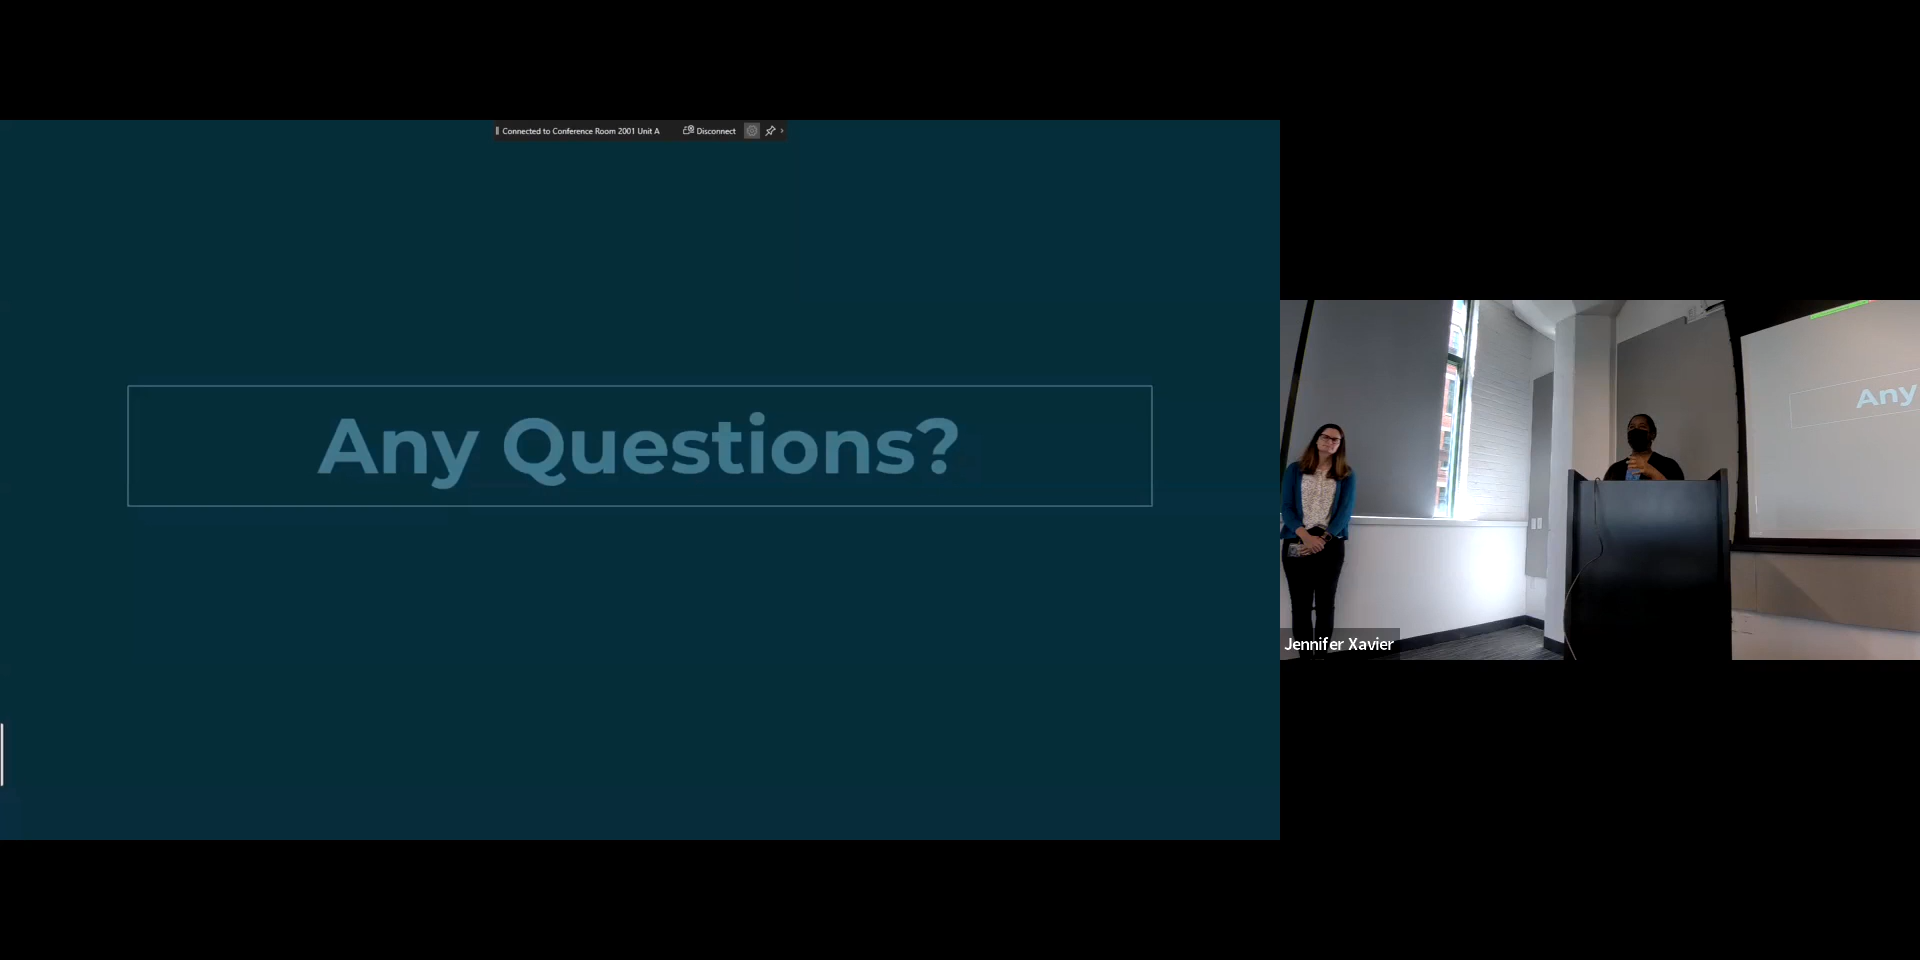 Connected to Conference Room 2001 Unit A Disconnect
Any Questions?
Any
Jennifer Xavier